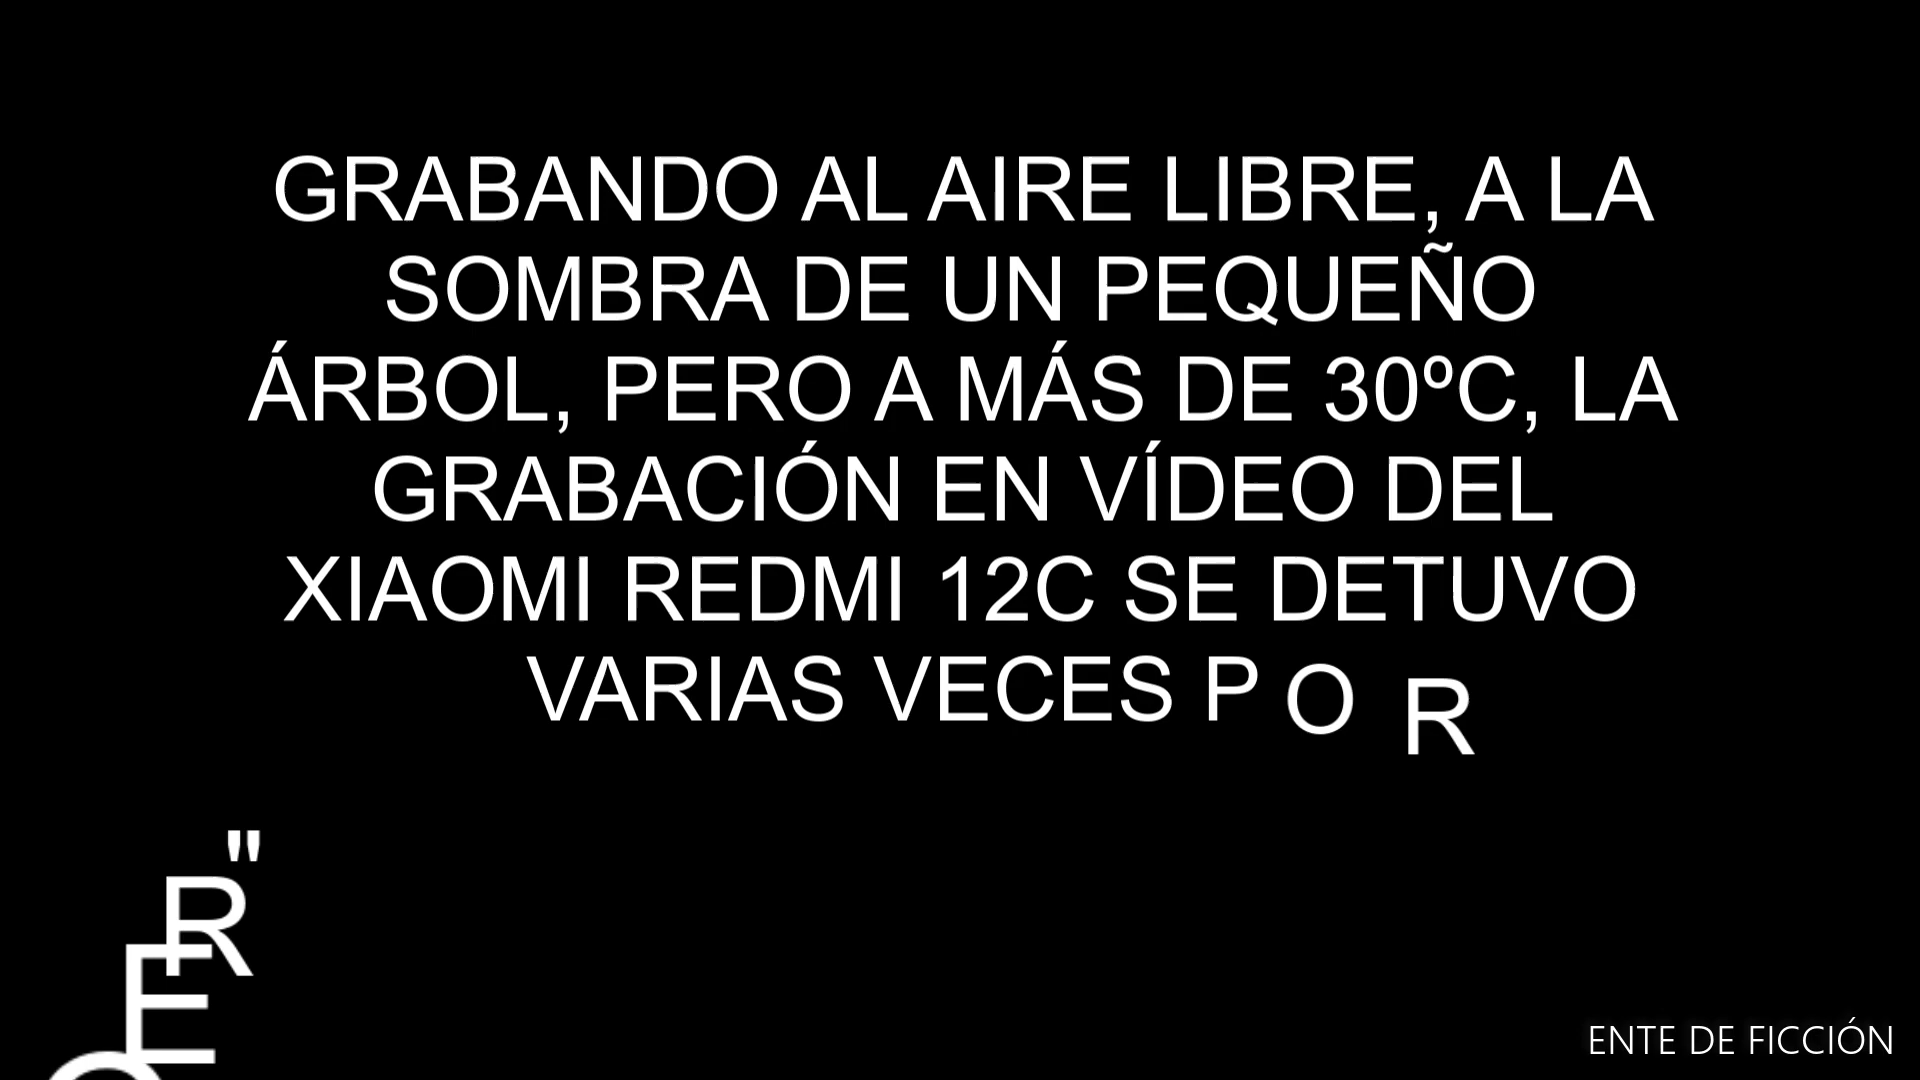 GRABANDO AL AIRE LIBRE, A LA
SOMBRA DE UN PEQUEÑO
ÁRBOL, PERO A MÁS DE 30ºC, LA
GRABACIÓN EN VÍDEO DEL
XIAOMI REDMI 12C SE DETUVO
VARIAS VECES POR
"
R
E
ENTE DE FICCIÓN